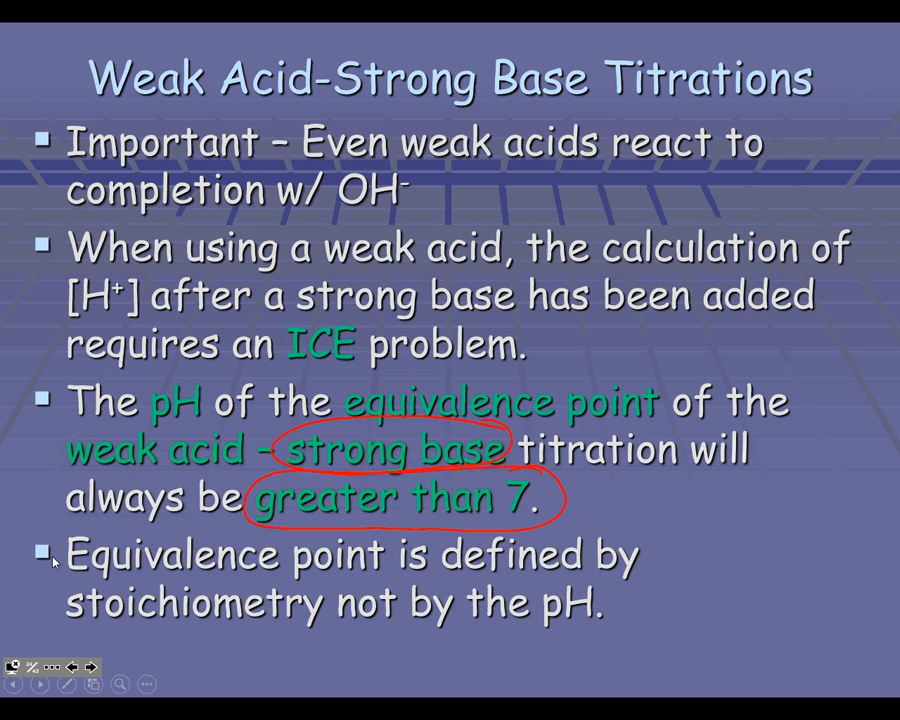 Weak Acid-Strong Base Titrations
Important – Even weak acids react to
completion w/ OH⁻
When using a weak acid, the calculation of
[H⁺] after a strong base has been added
requires an ICE problem.
The pH of the equivalence point of the
weak acid – strong base titration will
always be greater than 7.
Equivalence point is defined by
stoichiometry not by the pH.
24/43